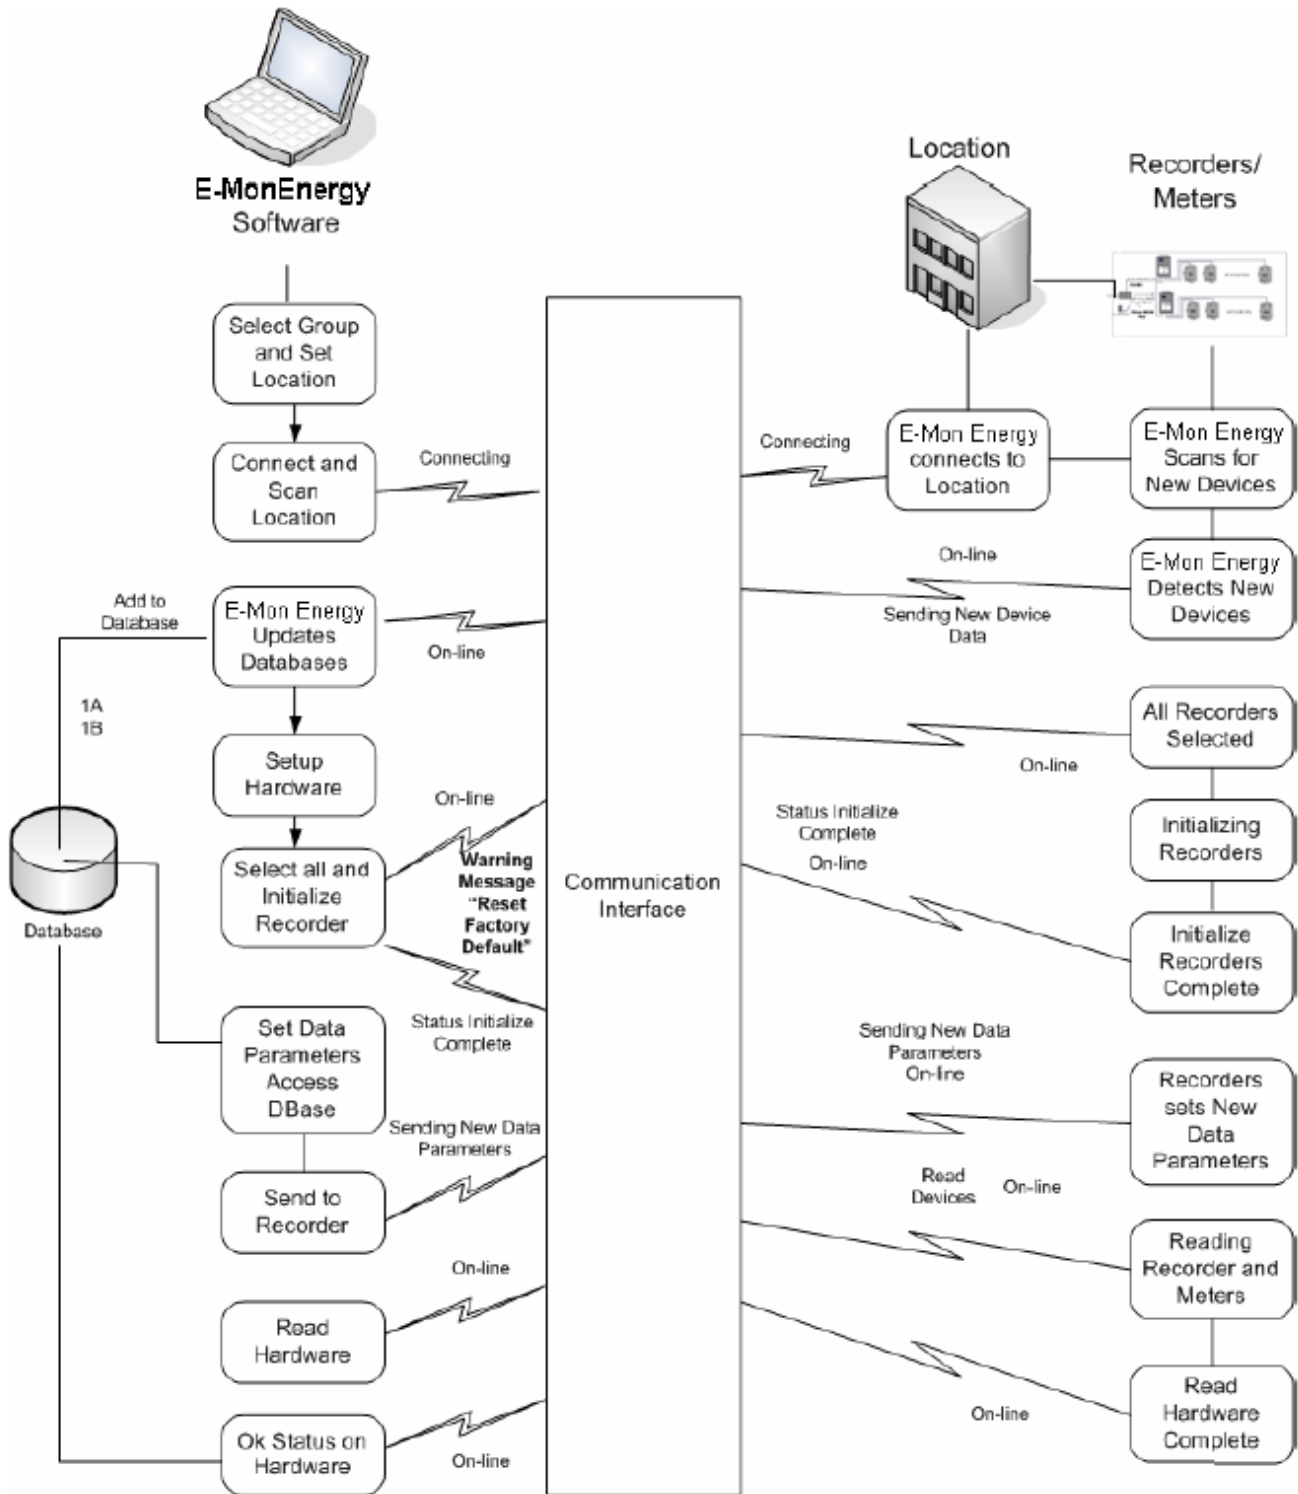 E-MonEnergy
Software
Location
Recorders/
Meters
Select Group
and Set
Location
Connect and
Scan
Location
Connecting
Connecting
E-Mon Energy
connects to
Location
E-Mon Energy
Scans for
New Devices
On-line
Sending New Device
Data
E-Mon Energy
Detects New
Devices
Add to
Database
E-Mon Energy
Updates
Databases
On-line
1A
1B
All Recorders
Selected
On-line
Setup
Hardware
On-line
Status Initialize
Complete
On-line
Initializing
Recorders
Database
Select all and
Initialize
Recorder
Warning
Message
"Reset
Factory
Default"
Communication
Interface
Initialize
Recorders
Complete
Status Initialize
Complete
Set Data
Parameters
Access
DBase
Sending New Data
Parameters
On-line
Recorders
sets New
Data
Parameters
Sending New Data
Parameters
Send to
Recorder
Read
Devices
On-line
Reading
Recorder and
Meters
On-line
Read
Hardware
Read
Hardware
Complete
On-line
Ok Status on
Hardware
On-line